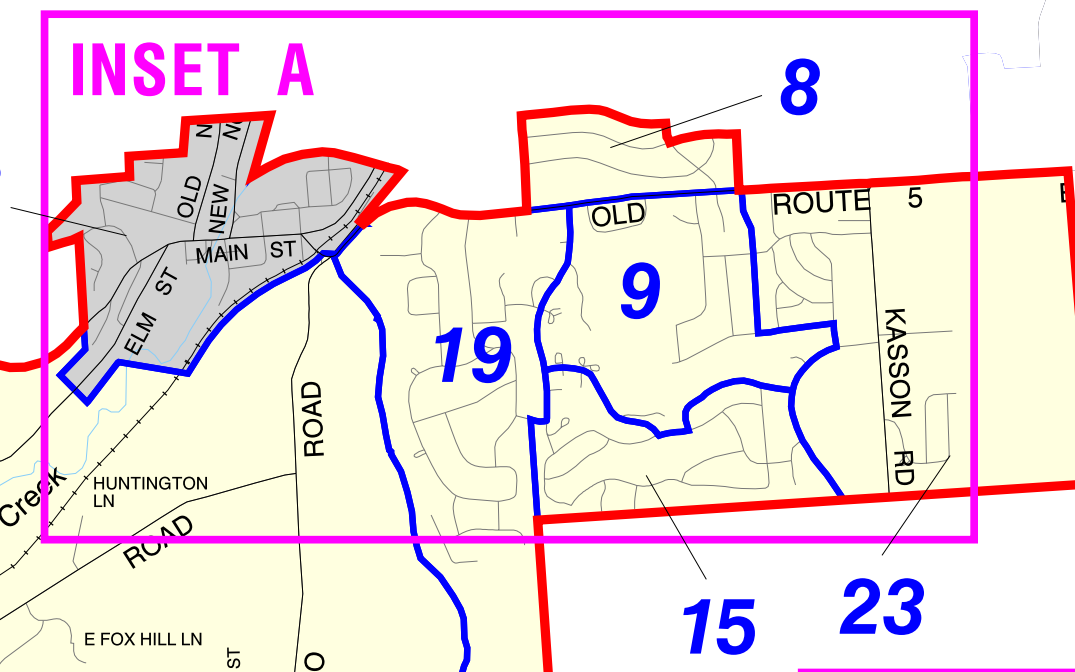 INSET A
8
OLD
NEW
MAIN ST
ELM ST
OLD ROUTE 5
9
19
KASSON RD
ROAD
HUNTINGTON
LN
Creek
ROAD
15
23
E FOX HILL LN
ST